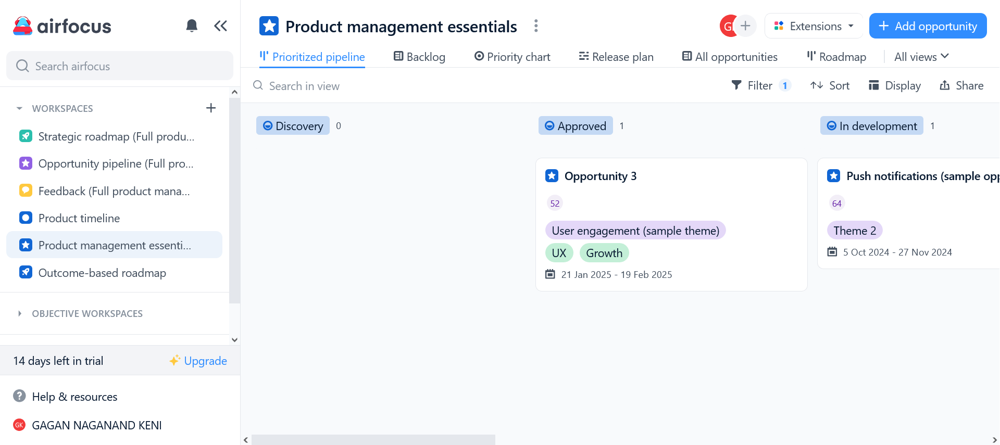 airfocus
Search airfocus
WORKSPACES
Strategic roadmap (Full produ...
Opportunity pipeline (Full pro...
Feedback (Full product mana...
Product timeline
Product management essenti...
Outcome-based roadmap
OBJECTIVE WORKSPACES
14 days left in trial
Upgrade
Help & resources
GK
GAGAN NAGANAND KENI
Product management essentials
Extensions
Add opportunity
Prioritized pipeline
Backlog
Priority chart
Release plan
All opportunities
Roadmap
All views
Search in view
Filter 1
Sort
Display
Share
Discovery 0
Approved 1
Opportunity 3
52
User engagement (sample theme)
UX Growth
21 Jan 2025 - 19 Feb 2025
In development 1
Push notifications (sample opp
64
Theme 2
5 Oct 2024 - 27 Nov 2024